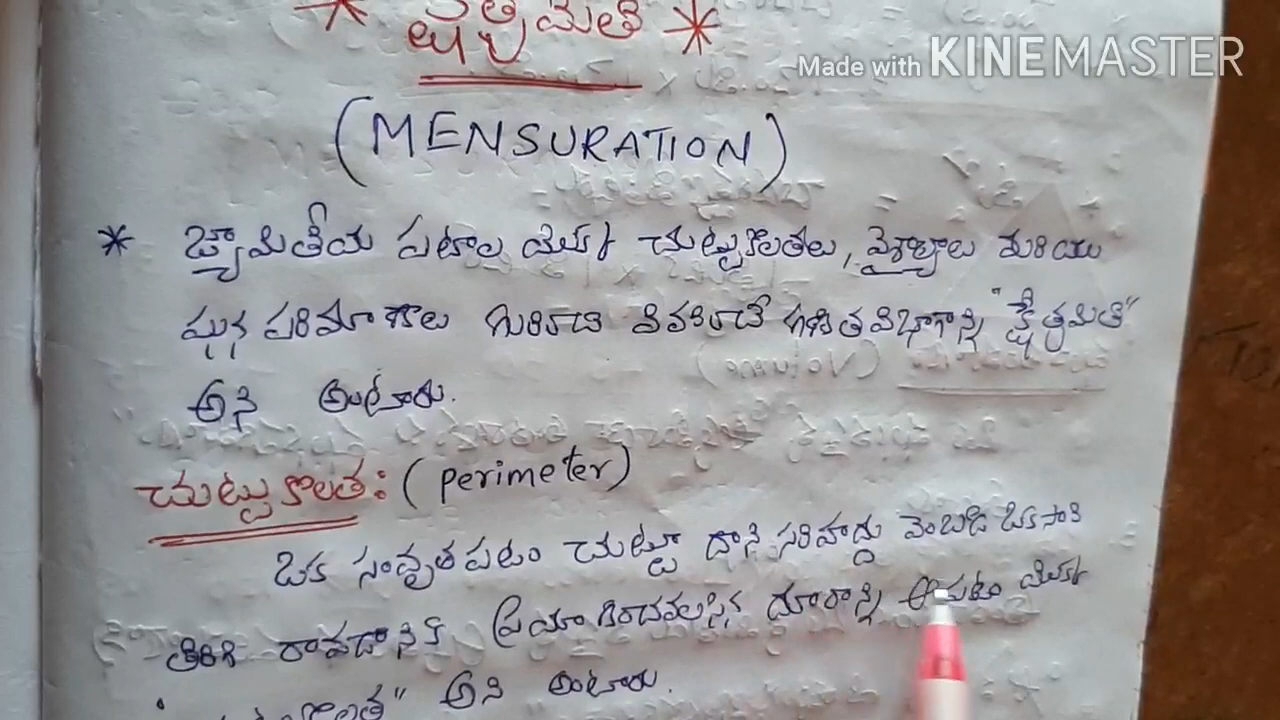 * క్షేత్రమితి *
Made with KINEMASTER
(MENSURATION)
* జ్యామితీయ పటాల యొక్క చుట్టుకొలతలు, వైశాల్యాలు మరియు
ఘన పరిమాణాలు గురించి వివరించే గణిత విభాగాన్ని "క్షేత్రమితి"
అని అంటారు.
చుట్టుకొలత: (perimeter)
ఒక సంవృత పటం చుట్టూ దాని సరిహద్దు వెంబడి ఒకసారి
తిరిగి రావడానికి ప్రయాణించవలసిన దూరాన్ని ఆ పటం యొక్క
"చుట్టుకొలత" అని అంటారు.